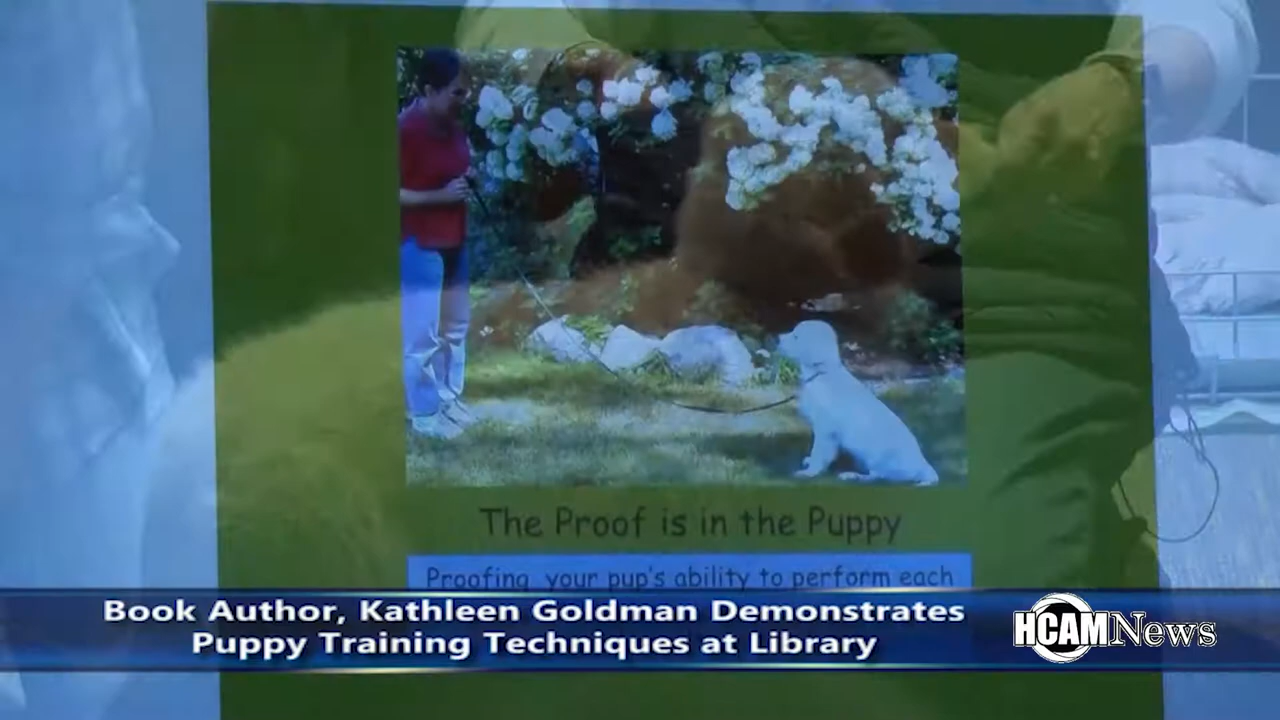 The Proof is in the Puppy
Proofing your pup's ability to perform each
Book Author, Kathleen Goldman Demonstrates
Puppy Training Techniques at Library
HCAMNews